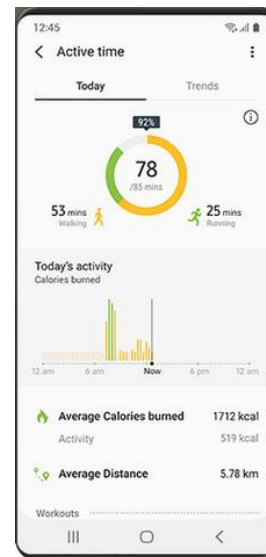 12:45
Active time
Today Trends
92%
78
/85 mins
53 mins
Walking
25 mins
Running
Today's activity
Calories burned
12 am 6 am Now 6 pm 12 am
Average Calories burned 1712 kcal
Activity 519 kcal
Average Distance 5.78 km
Workouts